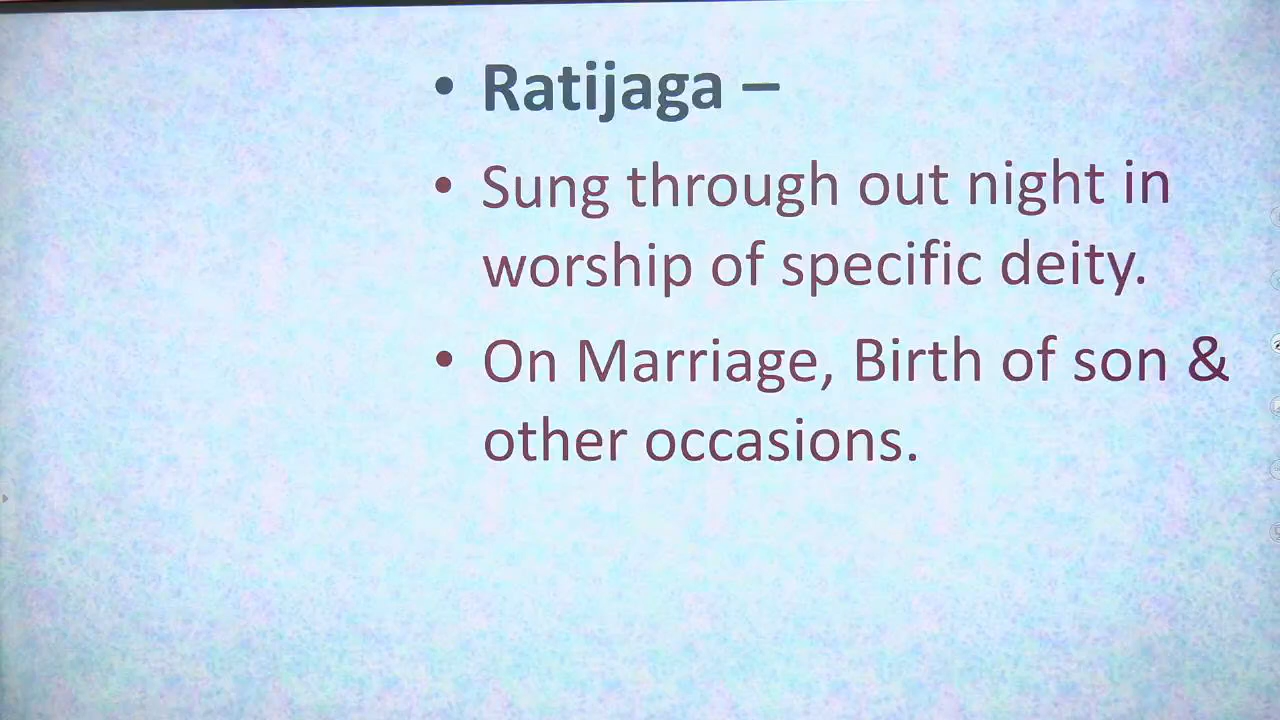 • Ratijaga –
• Sung through out night in
worship of specific deity.
• On Marriage, Birth of son &
other occasions.